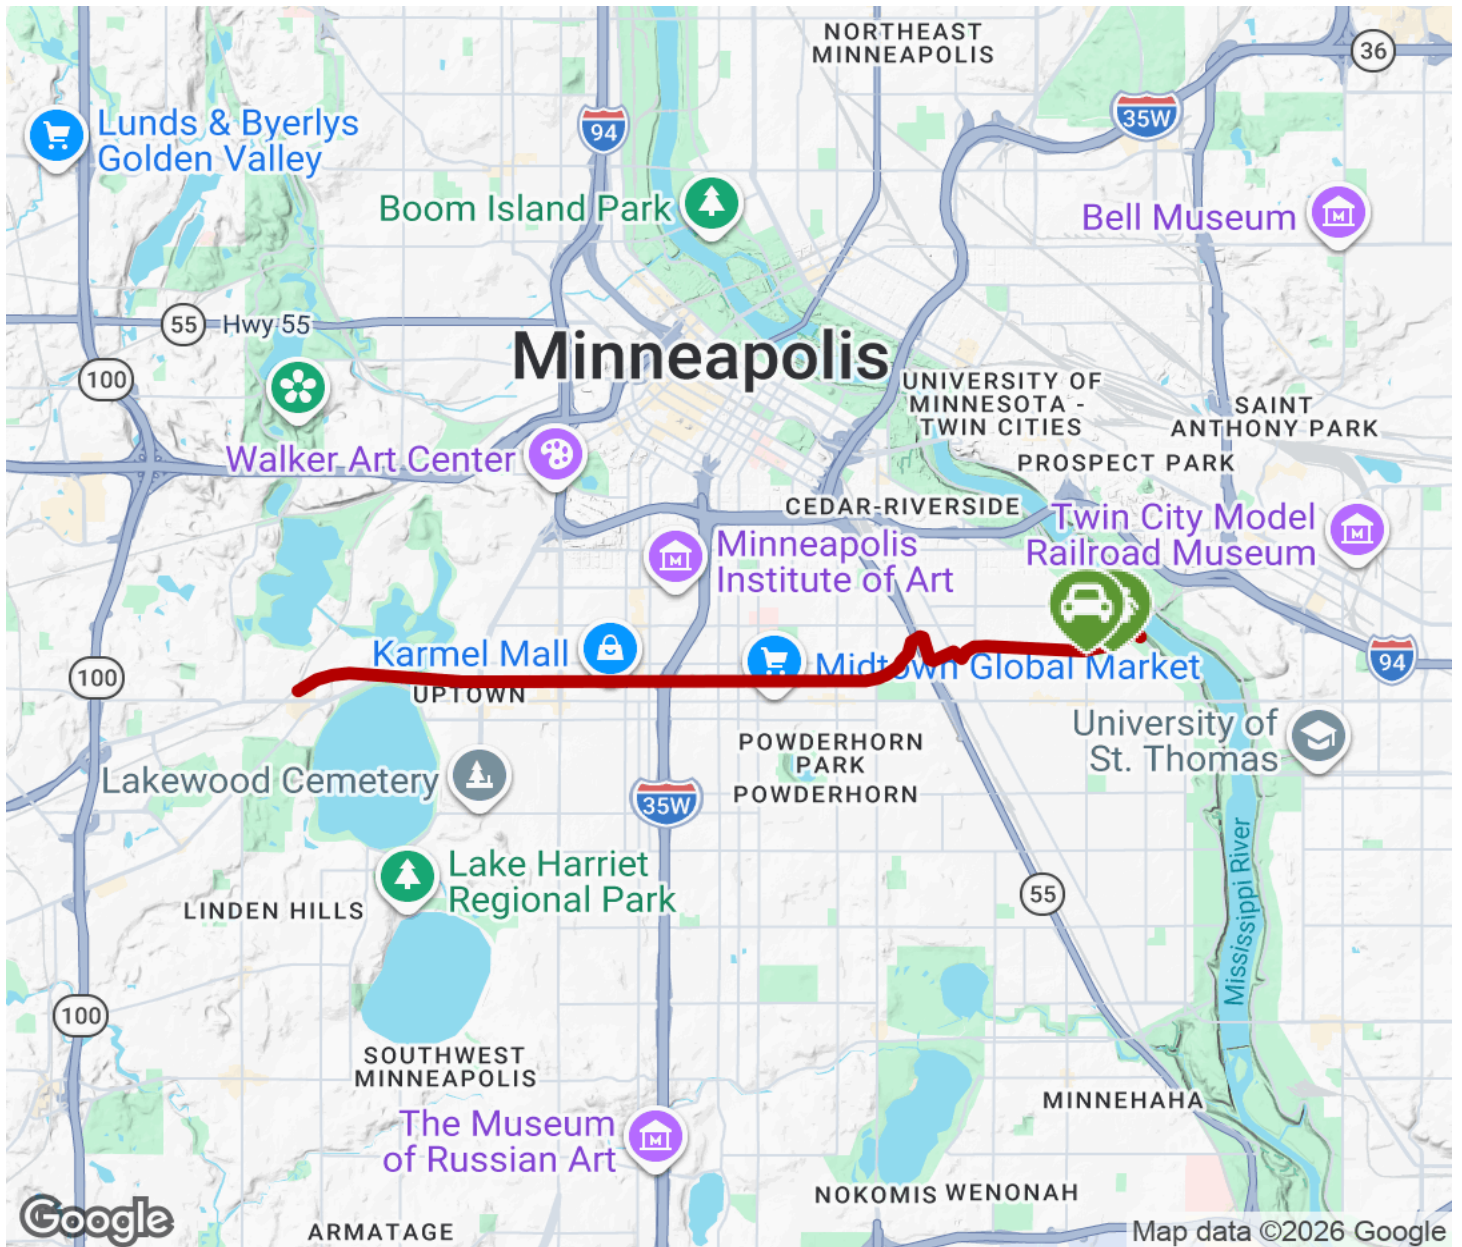 NORTHEAST
MINNEAPOLIS
36
35W
94
Lunds & Byerlys
Golden Valley
Boom Island Park
Bell Museum
55
Hwy 55
Minneapolis
100
UNIVERSITY OF
MINNESOTA -
TWIN CITIES
SAINT
ANTHONY PARK
Walker Art Center
PROSPECT PARK
CEDAR-RIVERSIDE
Twin City Model
Railroad Museum
Minneapolis
Institute of Art
Karmel Mall
Midtown Global Market
94
100
UPTOWN
University of
St. Thomas
POWDERHORN
PARK
POWDERHORN
Lakewood Cemetery
35W
Lake Harriet
Regional Park
55
LINDEN HILLS
Mississippi River
100
SOUTHWEST
MINNEAPOLIS
MINNEHAHA
The Museum
of Russian Art
NOKOMIS
WENONAH
Google
ARMATAGE
Map data ©2026 Google